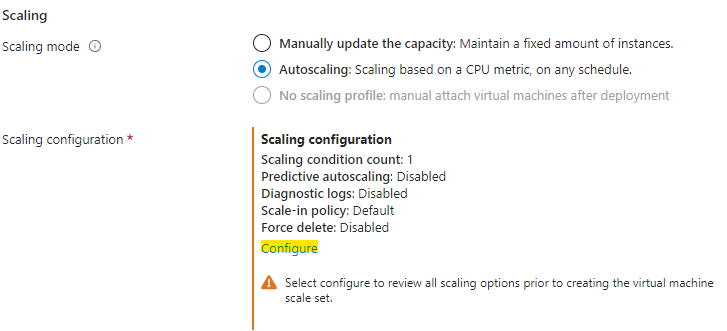 Scaling
Scaling mode
Manually update the capacity: Maintain a fixed amount of instances.
Autoscaling: Scaling based on a CPU metric, on any schedule.
No scaling profile: manual attach virtual machines after deployment
Scaling configuration *
Scaling configuration
Scaling condition count: 1
Predictive autoscaling: Disabled
Diagnostic logs: Disabled
Scale-in policy: Default
Force delete: Disabled
Configure
Select configure to review all scaling options prior to creating the virtual machine
scale set.